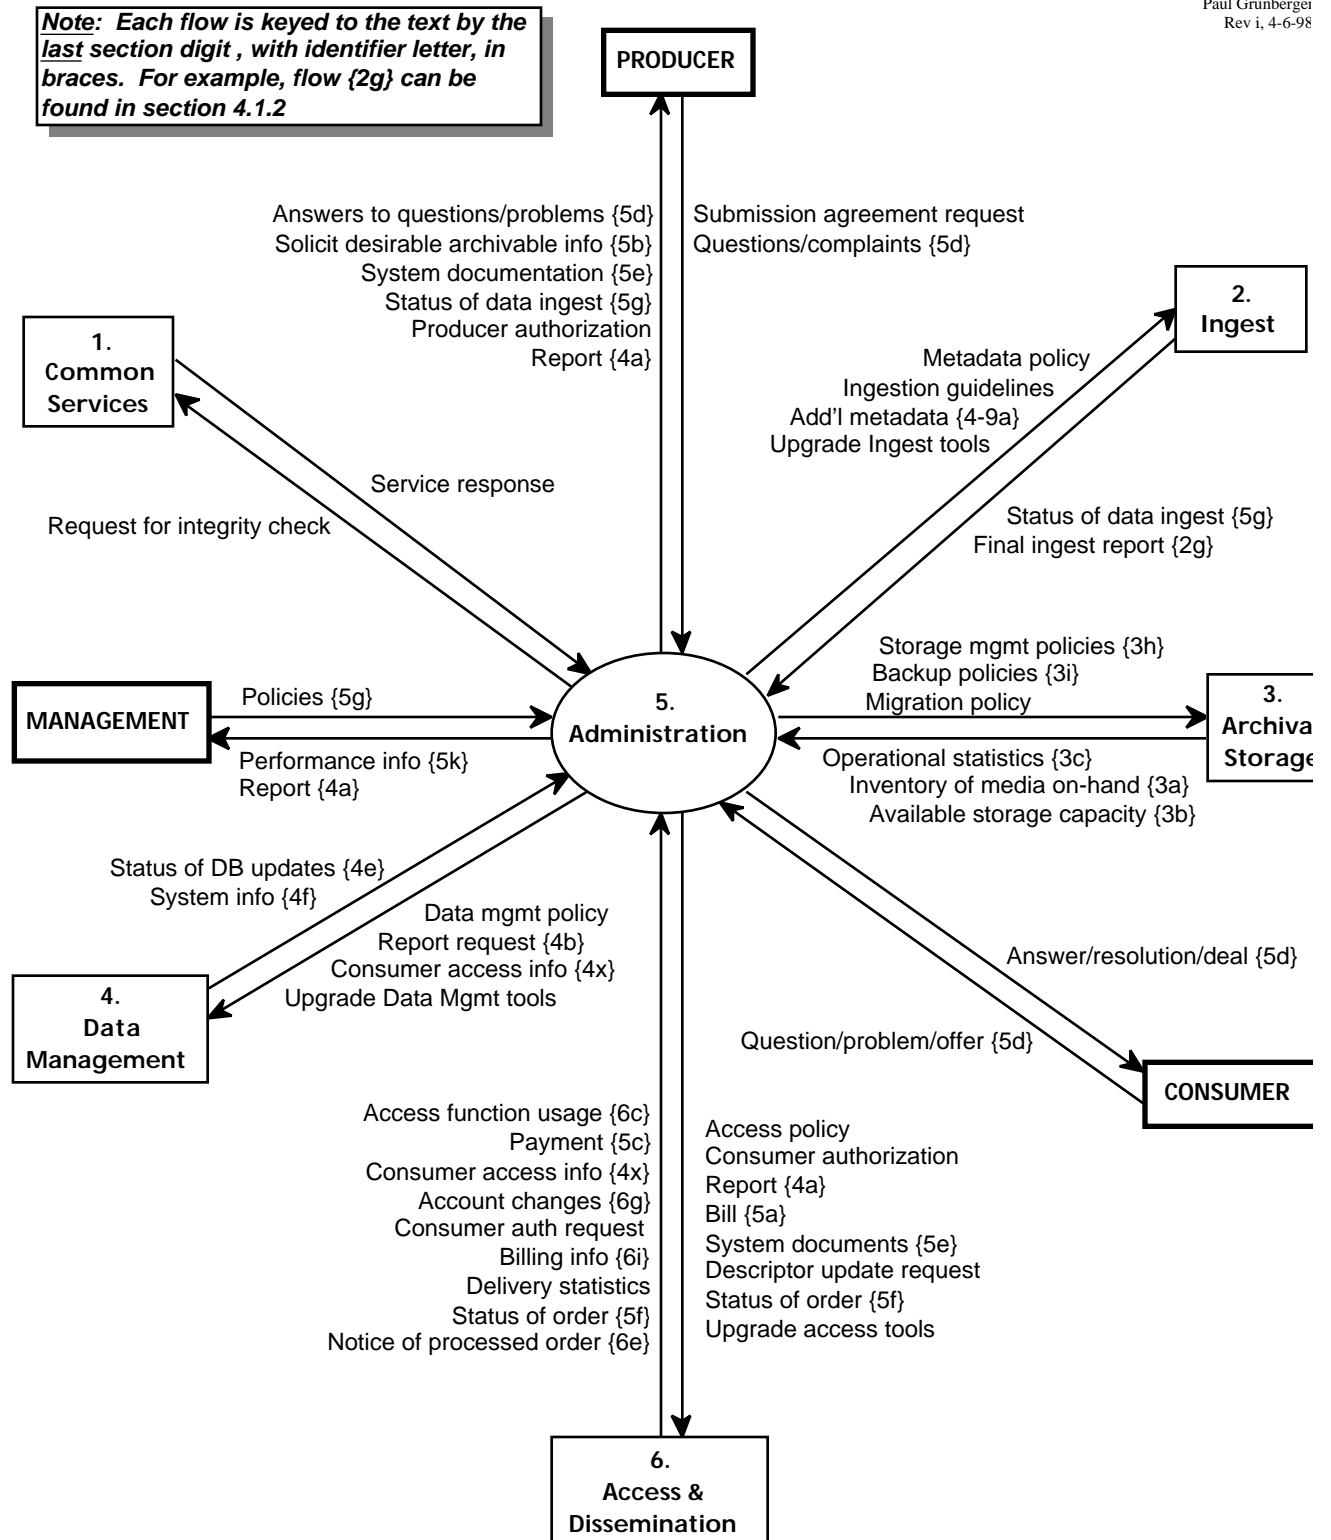 Note: Each flow is keyed to the text by the
last section digit , with identifier letter, in
braces. For example, flow {2g} can be
found in section 4.1.2
Paul Grunberger
Rev i, 4-6-98
PRODUCER
Answers to questions/problems {5d}
Solicit desirable archivable info {5b}
System documentation {5e}
Status of data ingest {5g}
Producer authorization
Report {4a}
Submission agreement request
Questions/complaints {5d}
2.
Ingest
1.
Common
Services
Metadata policy
Ingestion guidelines
Add'l metadata {4-9a}
Upgrade Ingest tools
Service response
Request for integrity check
Status of data ingest {5g}
Final ingest report {2g}
Storage mgmt policies {3h}
Backup policies {3i}
Migration policy
MANAGEMENT
Policies {5g}
5.
Administration
3.
Archiva
Storage
Performance info {5k}
Report {4a}
Operational statistics {3c}
Inventory of media on-hand {3a}
Available storage capacity {3b}
Status of DB updates {4e}
System info {4f}
Data mgmt policy
Report request {4b}
Consumer access info {4x}
Upgrade Data Mgmt tools
4.
Data
Management
Answer/resolution/deal {5d}
Question/problem/offer {5d}
CONSUMER
Access function usage {6c}
Payment {5c}
Consumer access info {4x}
Account changes {6g}
Consumer auth request
Billing info {6i}
Delivery statistics
Status of order {5f}
Notice of processed order {6e}
Access policy
Consumer authorization
Report {4a}
Bill {5a}
System documents {5e}
Descriptor update request
Status of order {5f}
Upgrade access tools
6.
Access &
Dissemination